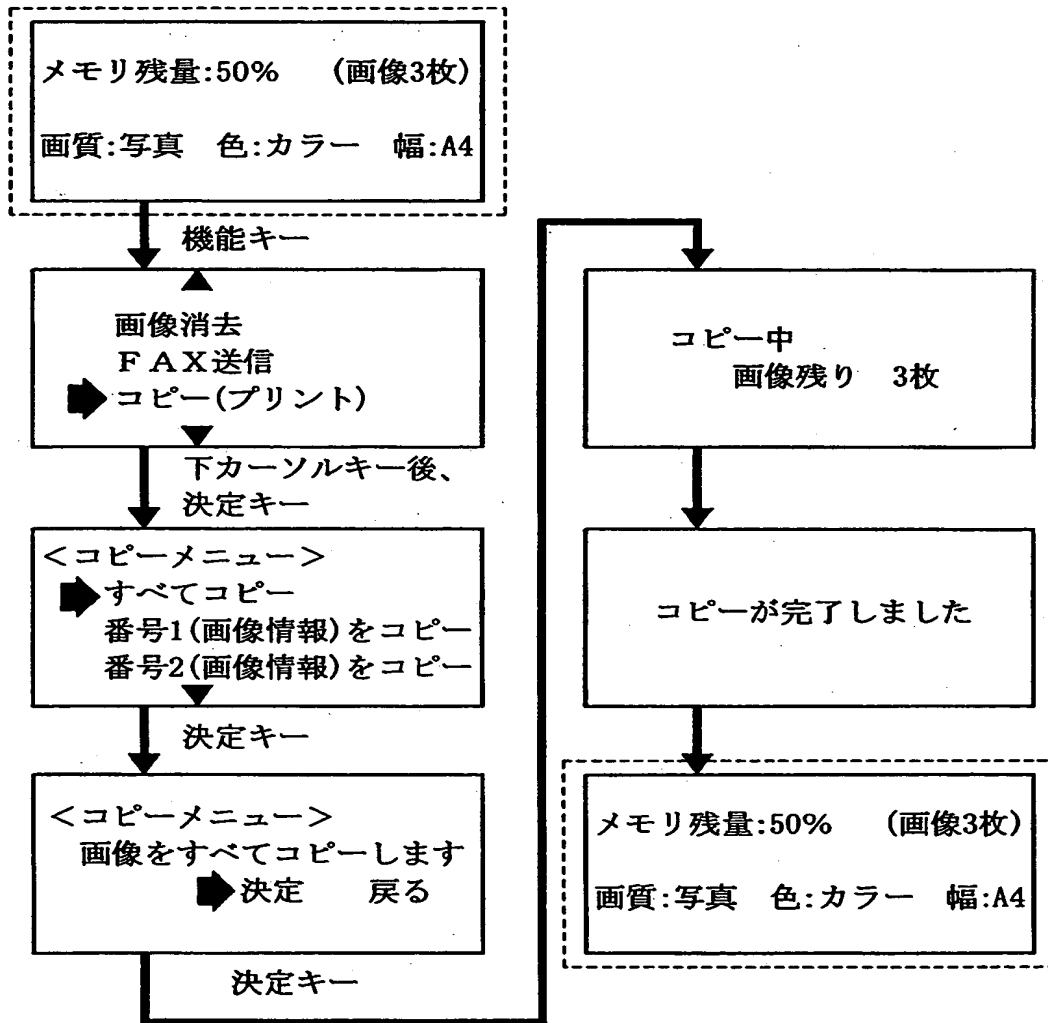 メモリ残量:50% (画像3枚)
画質:写真 色:カラー 幅:A4
機能キー
画像消去
FAX送信
コピー(プリント)
下カーソルキー後、
決定キー
<コピーメニュー>
すべてコピー
番号1(画像情報)をコピー
番号2(画像情報)をコピー
決定キー
<コピーメニュー>
画像をすべてコピーします
決定 戻る
決定キー
コピー中
画像残り 3枚
コピーが完了しました
メモリ残量:50% (画像3枚)
画質:写真 色:カラー 幅:A4